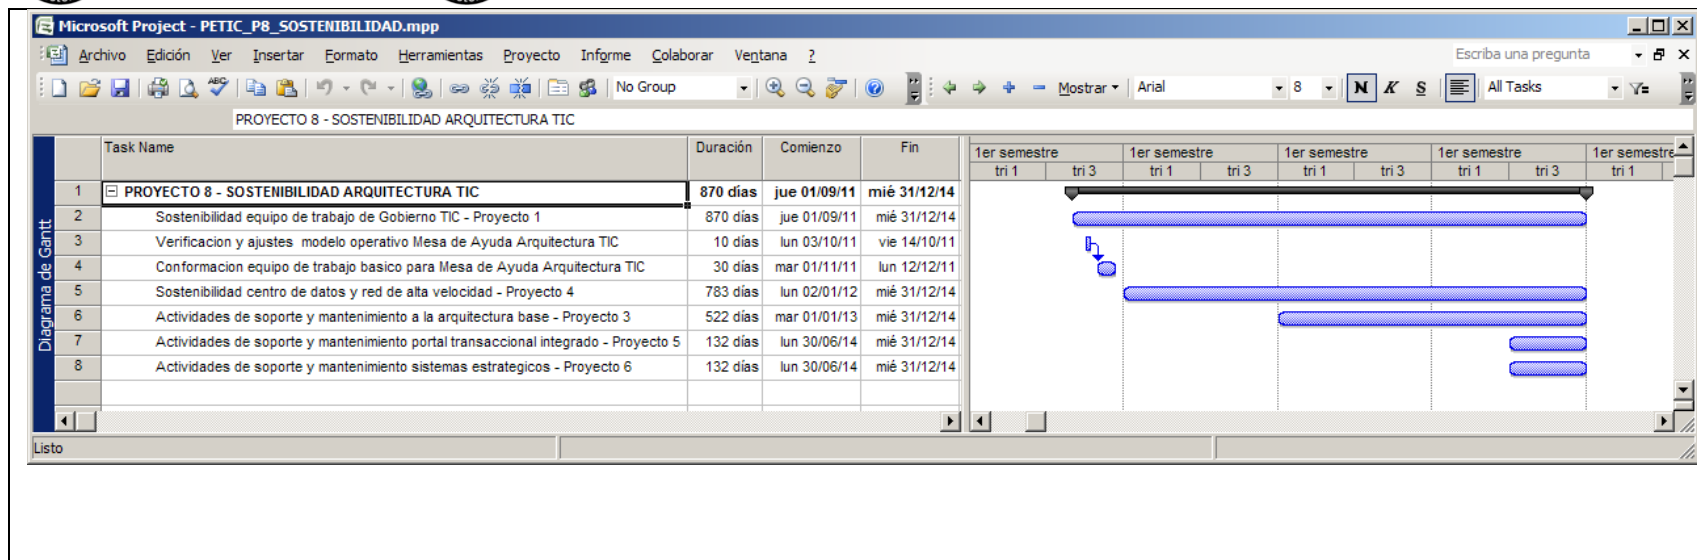 Microsoft Project - PETIC_P8_SOSTENIBILIDAD.mpp
Archivo Edición Ver Insertar Formato Herramientas Proyecto Informe Colaborar Ventana ? Escriba una pregunta
No Group Mostrar Arial 8 N K S All Tasks
PROYECTO 8 - SOSTENIBILIDAD ARQUITECTURA TIC
Task Name Duración Comienzo Fin 1er semestre 1er semestre 1er semestre 1er semestre 1er semestre
tri 1 tri 3 tri 1 tri 3 tri 1 tri 3 tri 1 tri 3 tri 1
1 PROYECTO 8 - SOSTENIBILIDAD ARQUITECTURA TIC 870 días jue 01/09/11 mié 31/12/14
2 Sostenibilidad equipo de trabajo de Gobierno TIC - Proyecto 1 870 días jue 01/09/11 mié 31/12/14
3 Verificacion y ajustes modelo operativo Mesa de Ayuda Arquitectura TIC 10 días lun 03/10/11 vie 14/10/11
4 Conformacion equipo de trabajo basico para Mesa de Ayuda Arquitectura TIC 30 días mar 01/11/11 lun 12/12/11
5 Sostenibilidad centro de datos y red de alta velocidad - Proyecto 4 783 días lun 02/01/12 mié 31/12/14
6 Actividades de soporte y mantenimiento a la arquitectura base - Proyecto 3 522 días mar 01/01/13 mié 31/12/14
7 Actividades de soporte y mantenimiento portal transaccional integrado - Proyecto 5 132 días lun 30/06/14 mié 31/12/14
8 Actividades de soporte y mantenimiento sistemas estrategicos - Proyecto 6 132 días lun 30/06/14 mié 31/12/14
Diagrama de Gantt
Listo